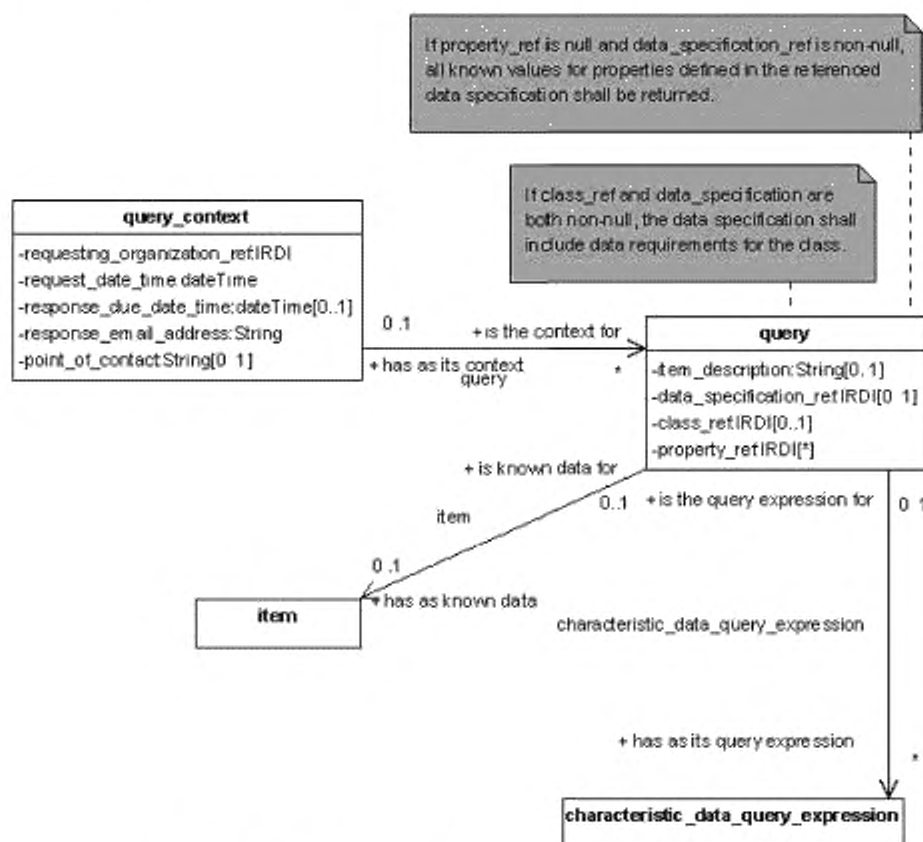 If property_ref is null and data_specification_ref is non-null,
all known values for properties defined in the referenced
data specification shall be returned.
If class_ref and data_specification are
both non-null, the data specification shall
include data requirements for the class.
query_context
-requesting_organization_ref:IRDI
-request_date_time:dateTime
-response_due_date_time:dateTime[0..1]
-response_email_address:String
-point_of_contact:String[0..1]
0..1
+ is the context for
+ has as its context
query
*
query
-item_description:String[0..1]
-data_specification_ref:IRDI[0..1]
-class_ref:IRDI[0..1]
-property_ref:IRDI[*]
+ is known data for
0..1
item
0..1
+ has as known data
item
+ is the query expression for
0..1
characteristic_data_query_expression
+ has as its query expression
*
characteristic_data_query_expression